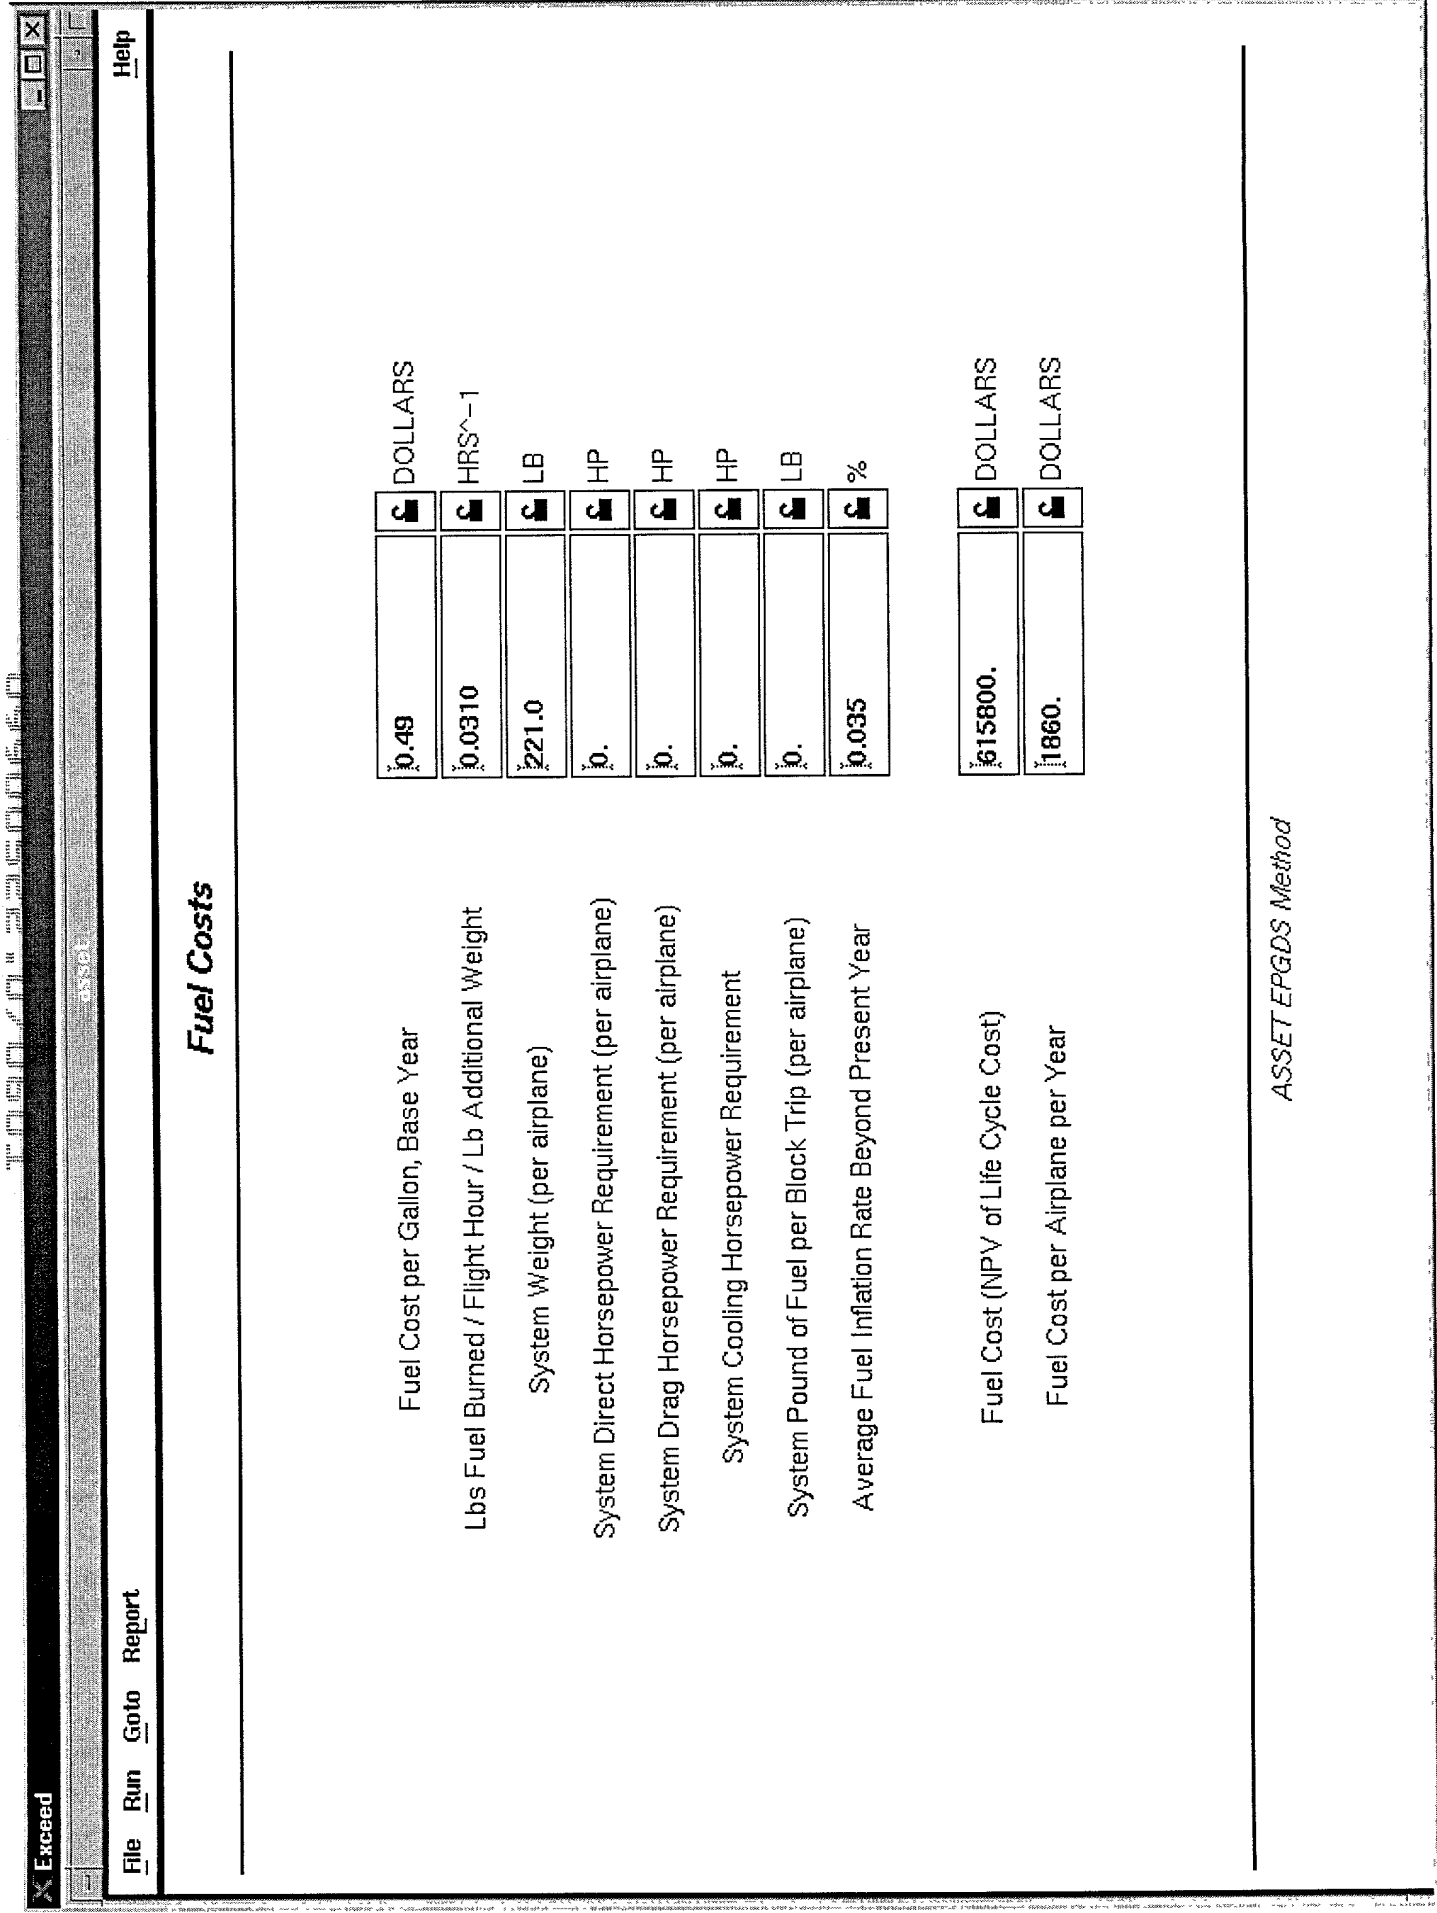 Exceed
asset
File Run Goto Report Help
Fuel Costs
Fuel Cost per Gallon, Base Year 0.49 DOLLARS
Lbs Fuel Burned / Flight Hour / Lb Additional Weight 0.0310 HRS^-1
System Weight (per airplane) 221.0 LB
System Direct Horsepower Requirement (per airplane) 0. HP
System Drag Horsepower Requirement (per airplane) 0. HP
System Cooling Horsepower Requirement 0. HP
System Pound of Fuel per Block Trip (per airplane) 0. LB
Average Fuel Inflation Rate Beyond Present Year 0.035 %
Fuel Cost (NPV of Life Cycle Cost) 615800. DOLLARS
Fuel Cost per Airplane per Year 1860. DOLLARS
ASSET EPGDS Method